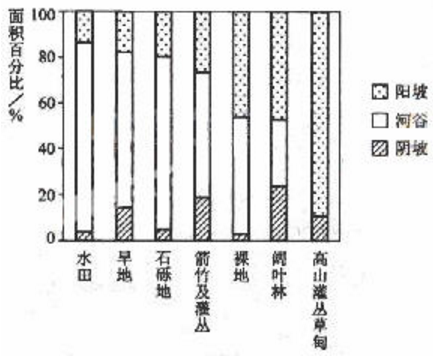 面积百分比/%
100
80
60
40
20
0
阳坡
河谷
阴坡
水田
旱地
石砾地
箭竹及灌丛
裸地
阔叶林
高山灌丛草甸